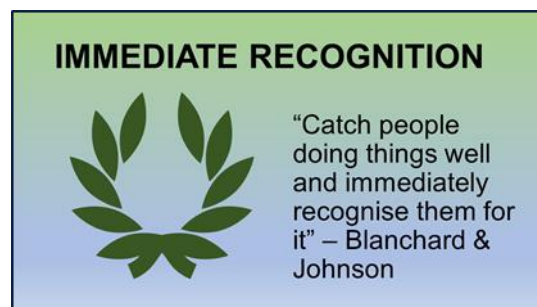 IMMEDIATE RECOGNITION
“Catch people
doing things well
and immediately
recognise them for
it” – Blanchard &
Johnson